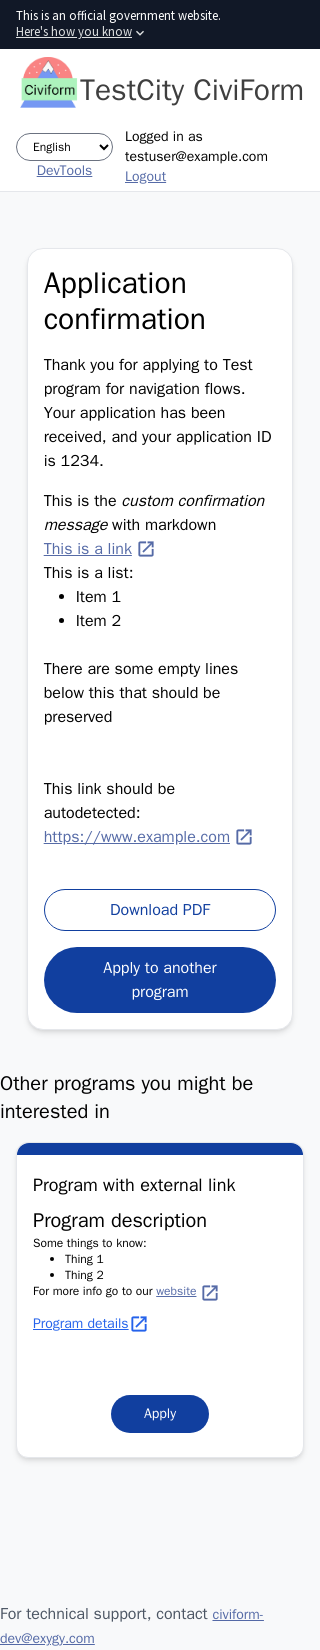 This is an official government website.
Here's how you know
Civiform
TestCity CiviForm
English
DevTools
Logged in as
testuser@example.com
Logout
Application
confirmation
Thank you for applying to Test
program for navigation flows.
Your application has been
received, and your application ID
is 1234.
This is the custom confirmation
message with markdown
This is a link
This is a list:
• Item 1
• Item 2
There are some empty lines
below this that should be
preserved
This link should be
autodetected:
https://www.example.com
Download PDF
Apply to another
program
Other programs you might be
interested in
Program with external link
Program description
Some things to know:
• Thing 1
• Thing 2
For more info go to our website
Program details
Apply
For technical support, contact civiform-
dev@exygy.com